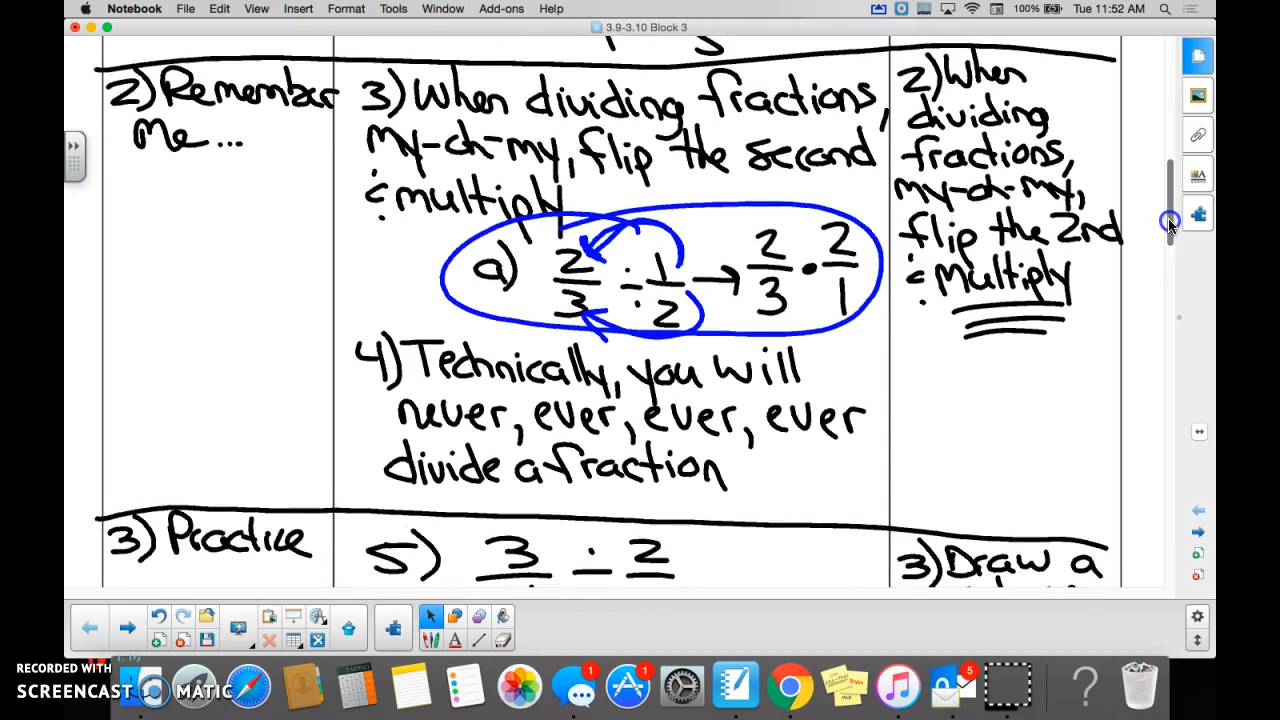 Notebook File Edit View Insert Format Tools Window Add-ons Help
100% Tue 11:52 AM
3.9-3.10 Block 3
2) Remember
Me...
3) When dividing fractions,
my-oh-my, flip the second
& multiply
a) 2/3 ÷ 1/2 → 2/3 • 2/1
4) Technically, you will
never, ever, ever, ever
divide a fraction
2) When
dividing
fractions,
my-oh-my,
flip the 2nd
& Multiply
3) Practice
5) 3 ÷ 2
3) Draw a
RECORDED WITH
SCREENCAST MATIC
1
1
5